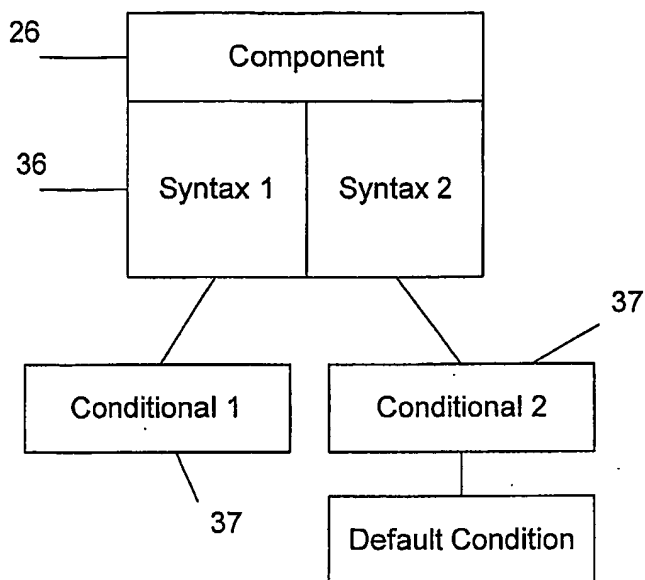 26
Component
36
Syntax 1
Syntax 2
37
Conditional 1
Conditional 2
37
Default Condition